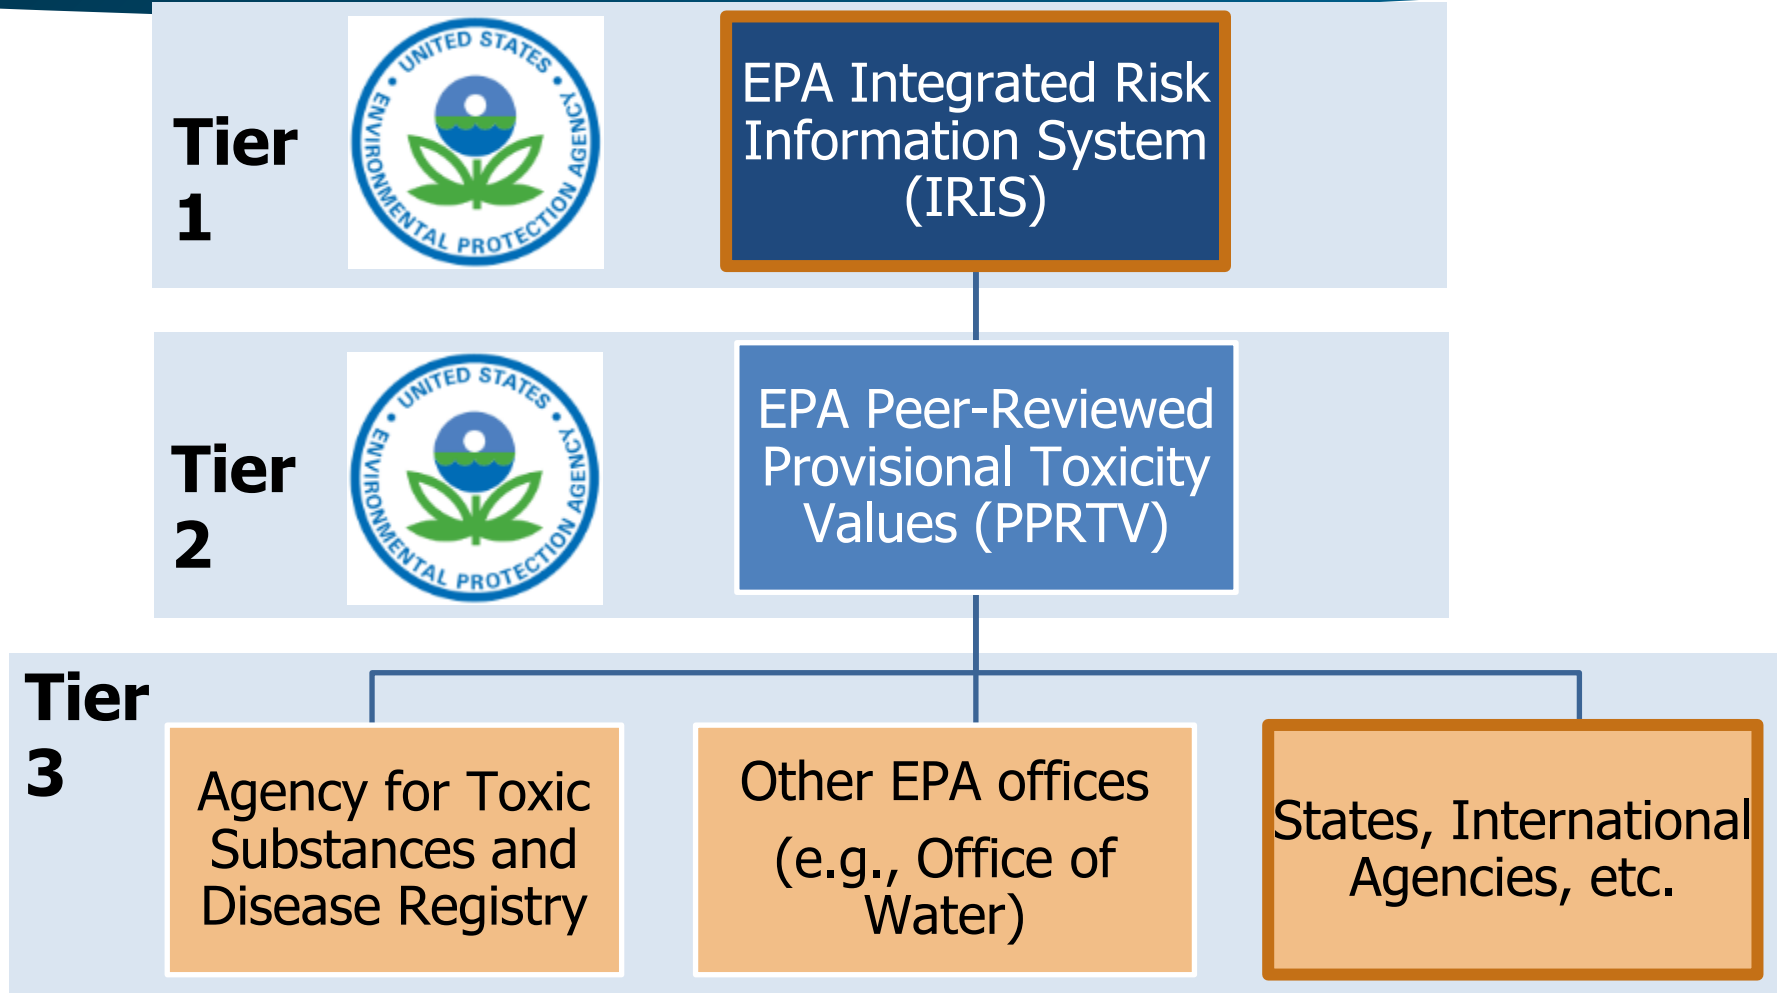 Tier
1
UNITED STATES
ENVIRONMENTAL PROTECTION AGENCY
EPA Integrated Risk
Information System
(IRIS)
Tier
2
UNITED STATES
ENVIRONMENTAL PROTECTION AGENCY
EPA Peer-Reviewed
Provisional Toxicity
Values (PPRTV)
Tier
3
Agency for Toxic
Substances and
Disease Registry
Other EPA offices
(e.g., Office of
Water)
States, International
Agencies, etc.